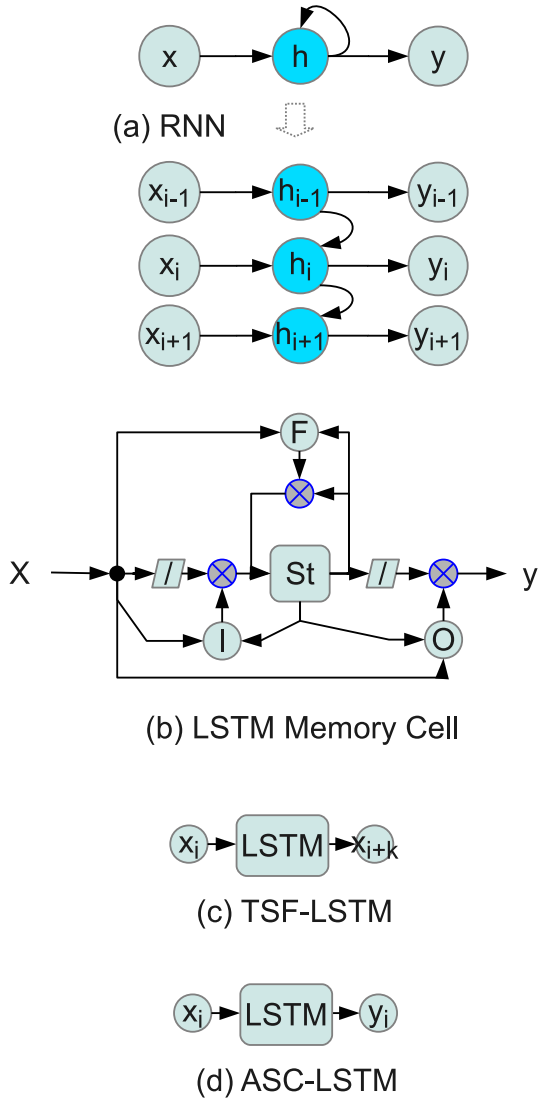 x h y
(a) RNN
xi-1 hi-1 yi-1
xi hi yi
xi+1 hi+1 yi+1
F
X / St / y
I O
(b) LSTM Memory Cell
xi LSTM xi+k
(c) TSF-LSTM
xi LSTM yi
(d) ASC-LSTM